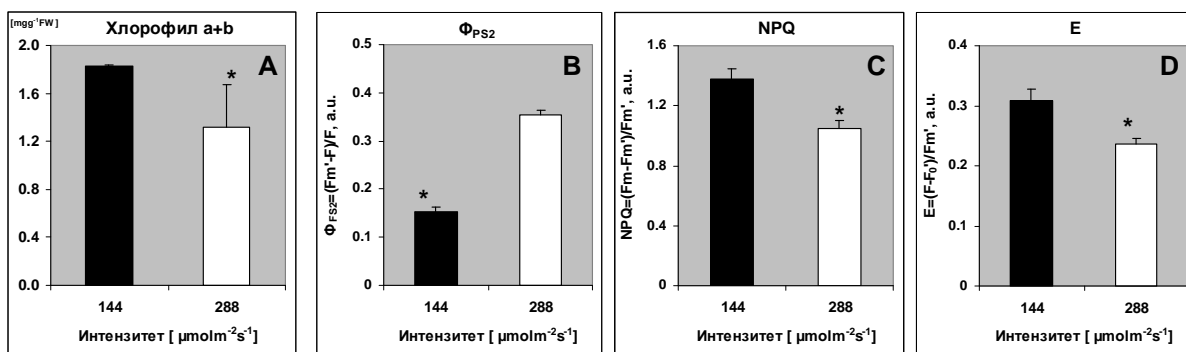 [mgg⁻¹FW ]
Хлорофил a+b
A
2.0
1.6
1.2
0.8
0.4
0.0
*
144
288
Интензитет [ µmolm⁻²s⁻¹]
ΦPS2
B
ΦFS2=(Fm'-F)/F, a.u.
0.5
0.4
0.3
0.2
0.1
0
*
144
288
Интензитет [ µmolm⁻²s⁻¹]
NPQ
C
NPQ=(Fm-Fm')/Fm', a.u.
1.6
1.2
0.8
0.4
0
*
144
288
Интензитет [ µmolm⁻²s⁻¹]
E
D
E=(F-F₀')/Fm', a.u.
0.4
0.3
0.2
0.1
0.0
*
144
288
Интензитет [ µmolm⁻²s⁻¹]